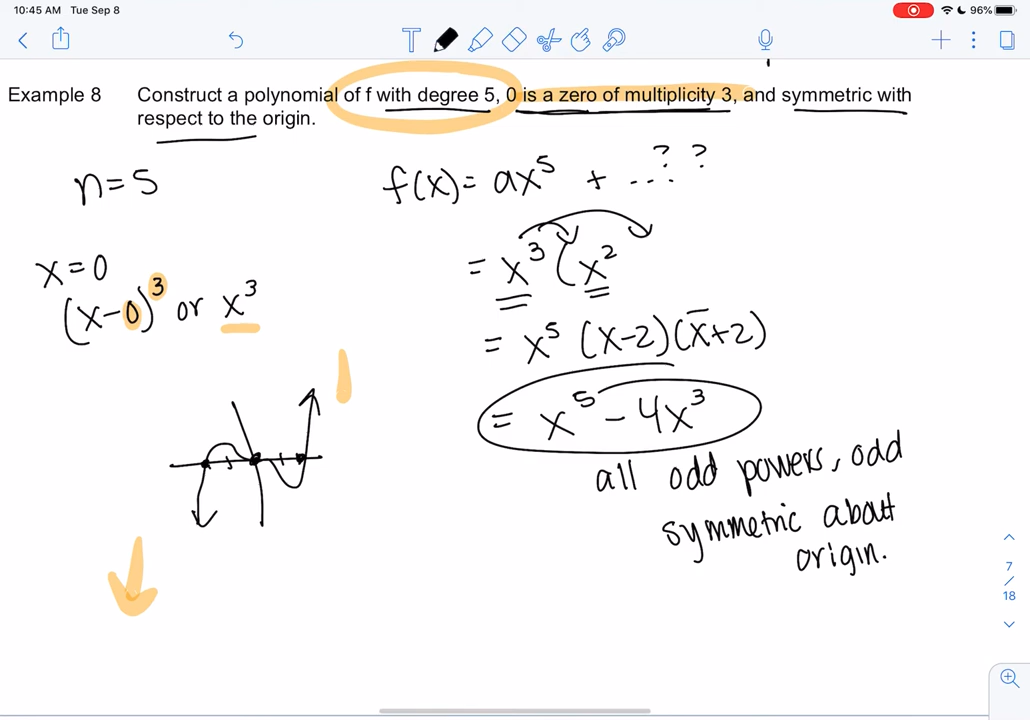 10:45 AM Tue Sep 8
96%
T
Example 8 Construct a polynomial of f with degree 5, 0 is a zero of multiplicity 3, and symmetric with
respect to the origin.
n=5
f(x)= ax⁵ + ...? ?
x=0
= x³ (x²
(x-0)³ or x³
= x⁵ (x-2)(x+2)
= x⁵ - 4x³
all odd powers, odd
symmetric about
origin.
7
/
18